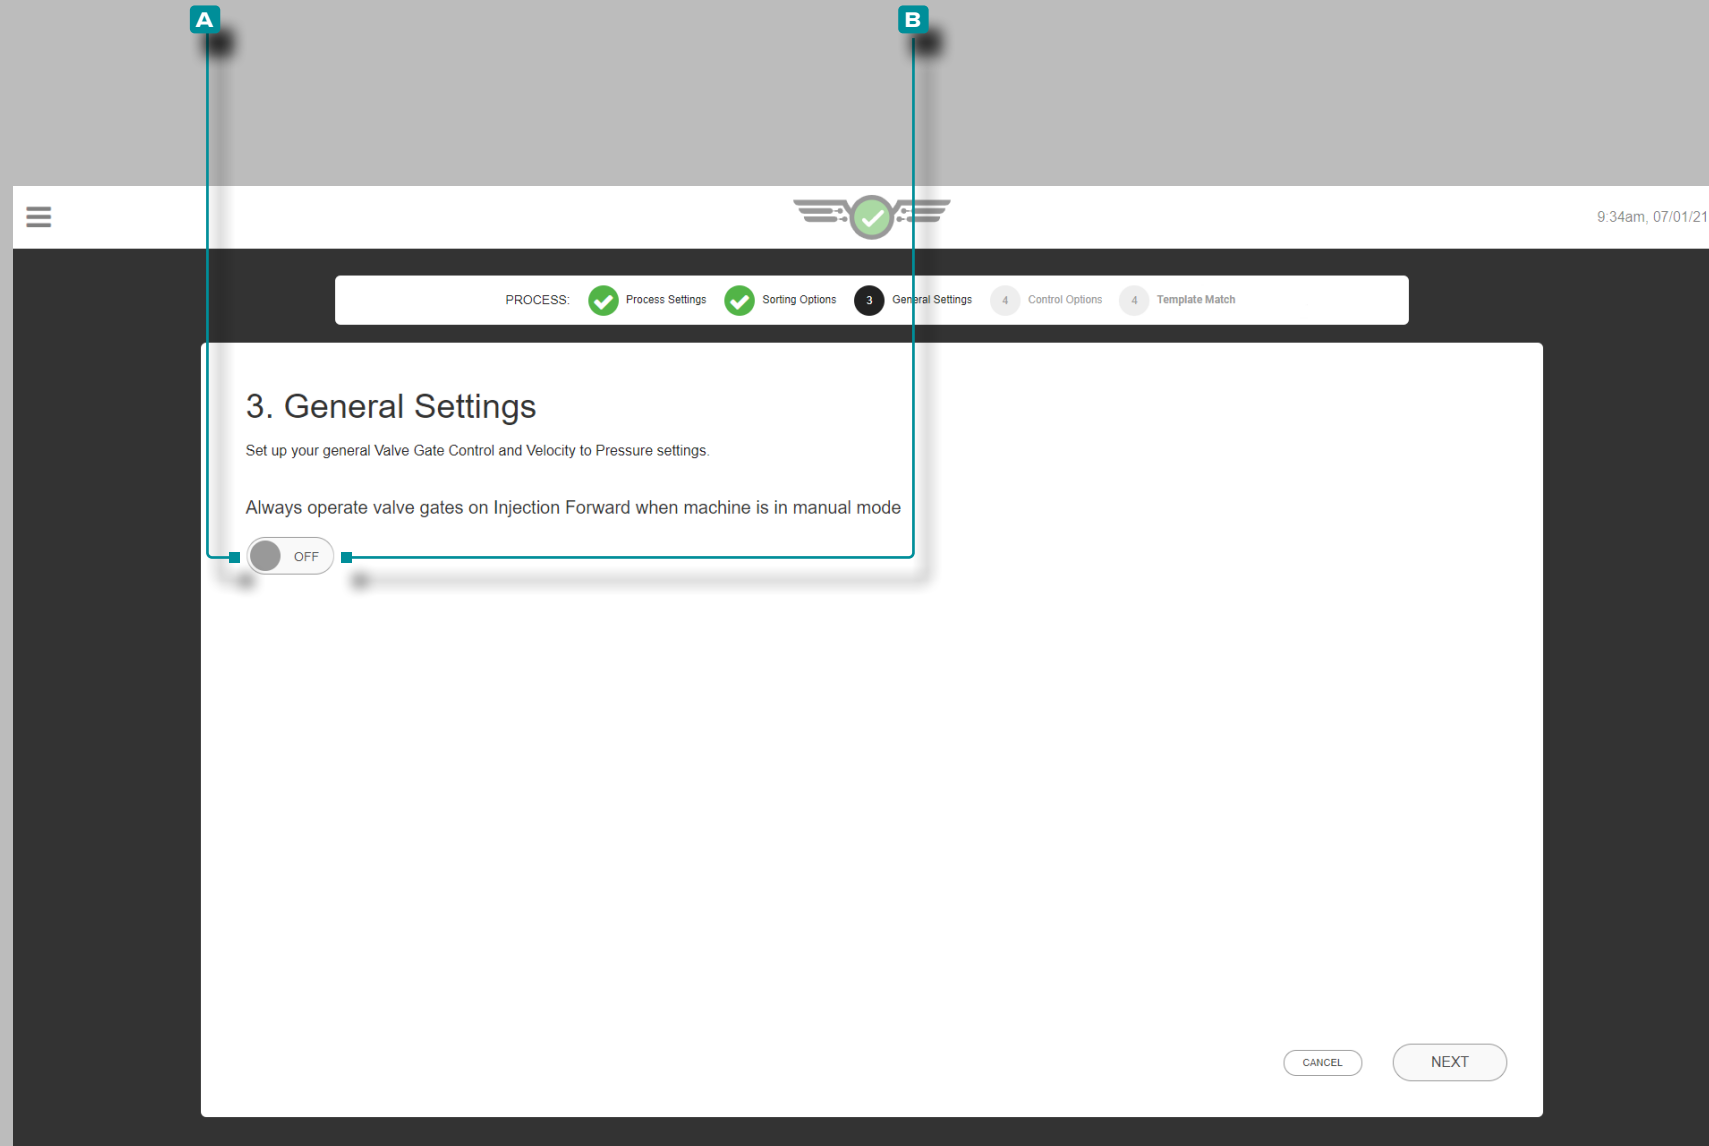 A B
9:34am, 07/01/21
PROCESS: Process Settings Sorting Options 3 General Settings 4 Control Options 4 Template Match
3. General Settings
Set up your general Valve Gate Control and Velocity to Pressure settings.
Always operate valve gates on Injection Forward when machine is in manual mode
OFF
CANCEL NEXT